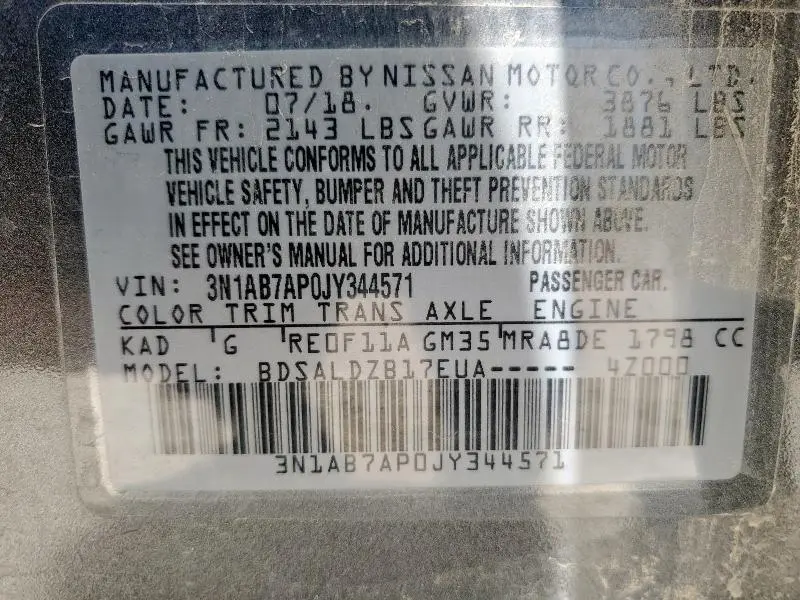 MANUFACTURED BY NISSAN MOTOR CO., LTD.
DATE: 07/18. GVWR: 3876 LBS
GAWR FR: 2143 LBS GAWR RR: 1881 LBS
THIS VEHICLE CONFORMS TO ALL APPLICABLE FEDERAL MOTOR
VEHICLE SAFETY, BUMPER AND THEFT PREVENTION STANDARDS
IN EFFECT ON THE DATE OF MANUFACTURE SHOWN ABOVE.
SEE OWNER'S MANUAL FOR ADDITIONAL INFORMATION.
VIN: 3N1AB7AP0JY344571 PASSENGER CAR.
COLOR TRIM TRANS AXLE ENGINE
KAD G RE0F11A GM35 MRA8DE 1798 CC
MODEL: BDSALDZB17EUA----- 4Z000
3N1AB7AP0JY344571